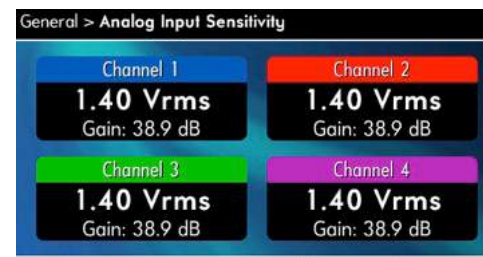 General > Analog Input Sensitivity
Channel 1
1.40 Vrms
Gain: 38.9 dB
Channel 2
1.40 Vrms
Gain: 38.9 dB
Channel 3
1.40 Vrms
Gain: 38.9 dB
Channel 4
1.40 Vrms
Gain: 38.9 dB